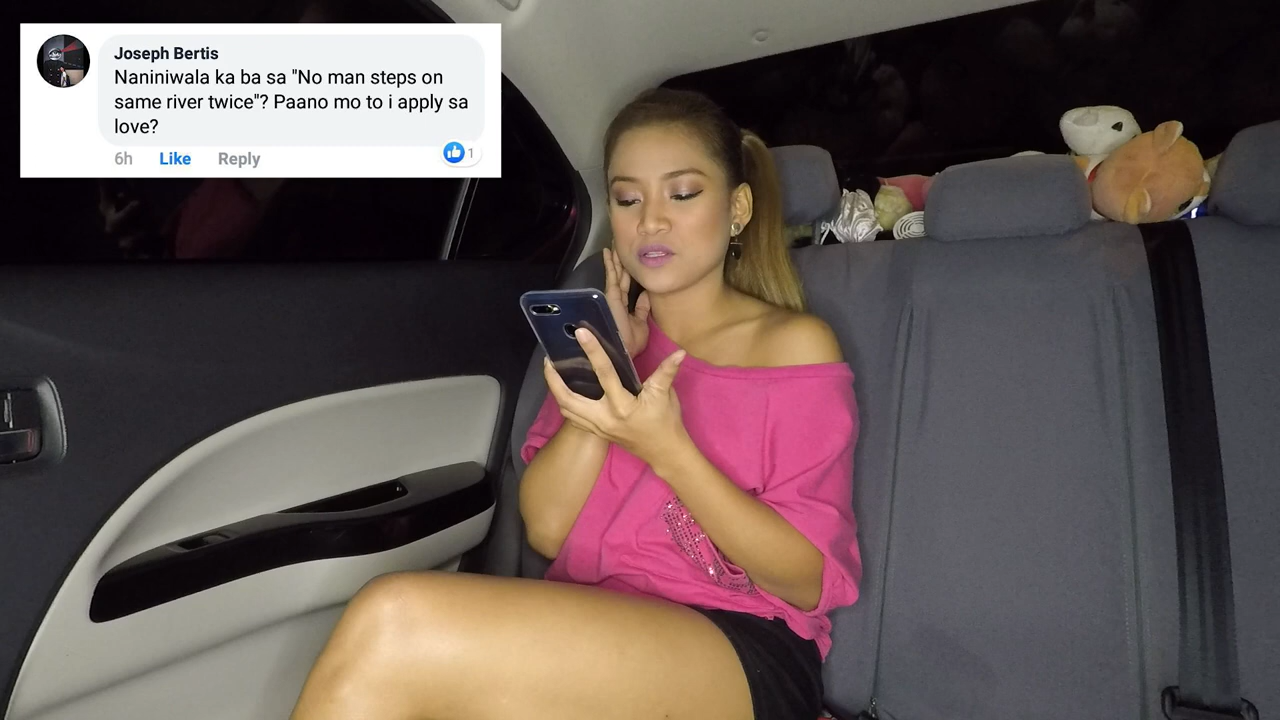 Joseph Bertis
Naniniwala ka ba sa "No man steps on
same river twice"? Paano mo to i apply sa
love?
6h Like Reply 1